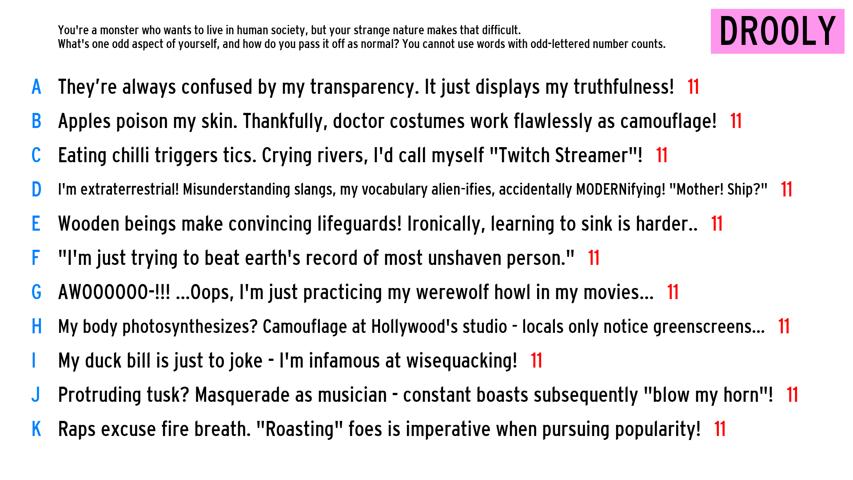 You're a monster who wants to live in human society, but your strange nature makes that difficult.
What's one odd aspect of yourself, and how do you pass it off as normal? You cannot use words with odd-lettered number counts.
DROOLY
A They're always confused by my transparency. It just displays my truthfulness! 11
B Apples poison my skin. Thankfully, doctor costumes work flawlessly as camouflage! 11
C Eating chilli triggers tics. Crying rivers, I'd call myself "Twitch Streamer"! 11
D I'm extraterrestrial! Misunderstanding slangs, my vocabulary alien-ifies, accidentally MODERNifying! "Mother! Ship?" 11
E Wooden beings make convincing lifeguards! Ironically, learning to sink is harder.. 11
F "I'm just trying to beat earth's record of most unshaven person." 11
G AWOOOOOO-!!! ...Oops, I'm just practicing my werewolf howl in my movies... 11
H My body photosynthesizes? Camouflage at Hollywood's studio - locals only notice greenscreens... 11
I My duck bill is just to joke - I'm infamous at wisequacking! 11
J Protruding tusk? Masquerade as musician - constant boasts subsequently "blow my horn"! 11
K Raps excuse fire breath. "Roasting" foes is imperative when pursuing popularity! 11